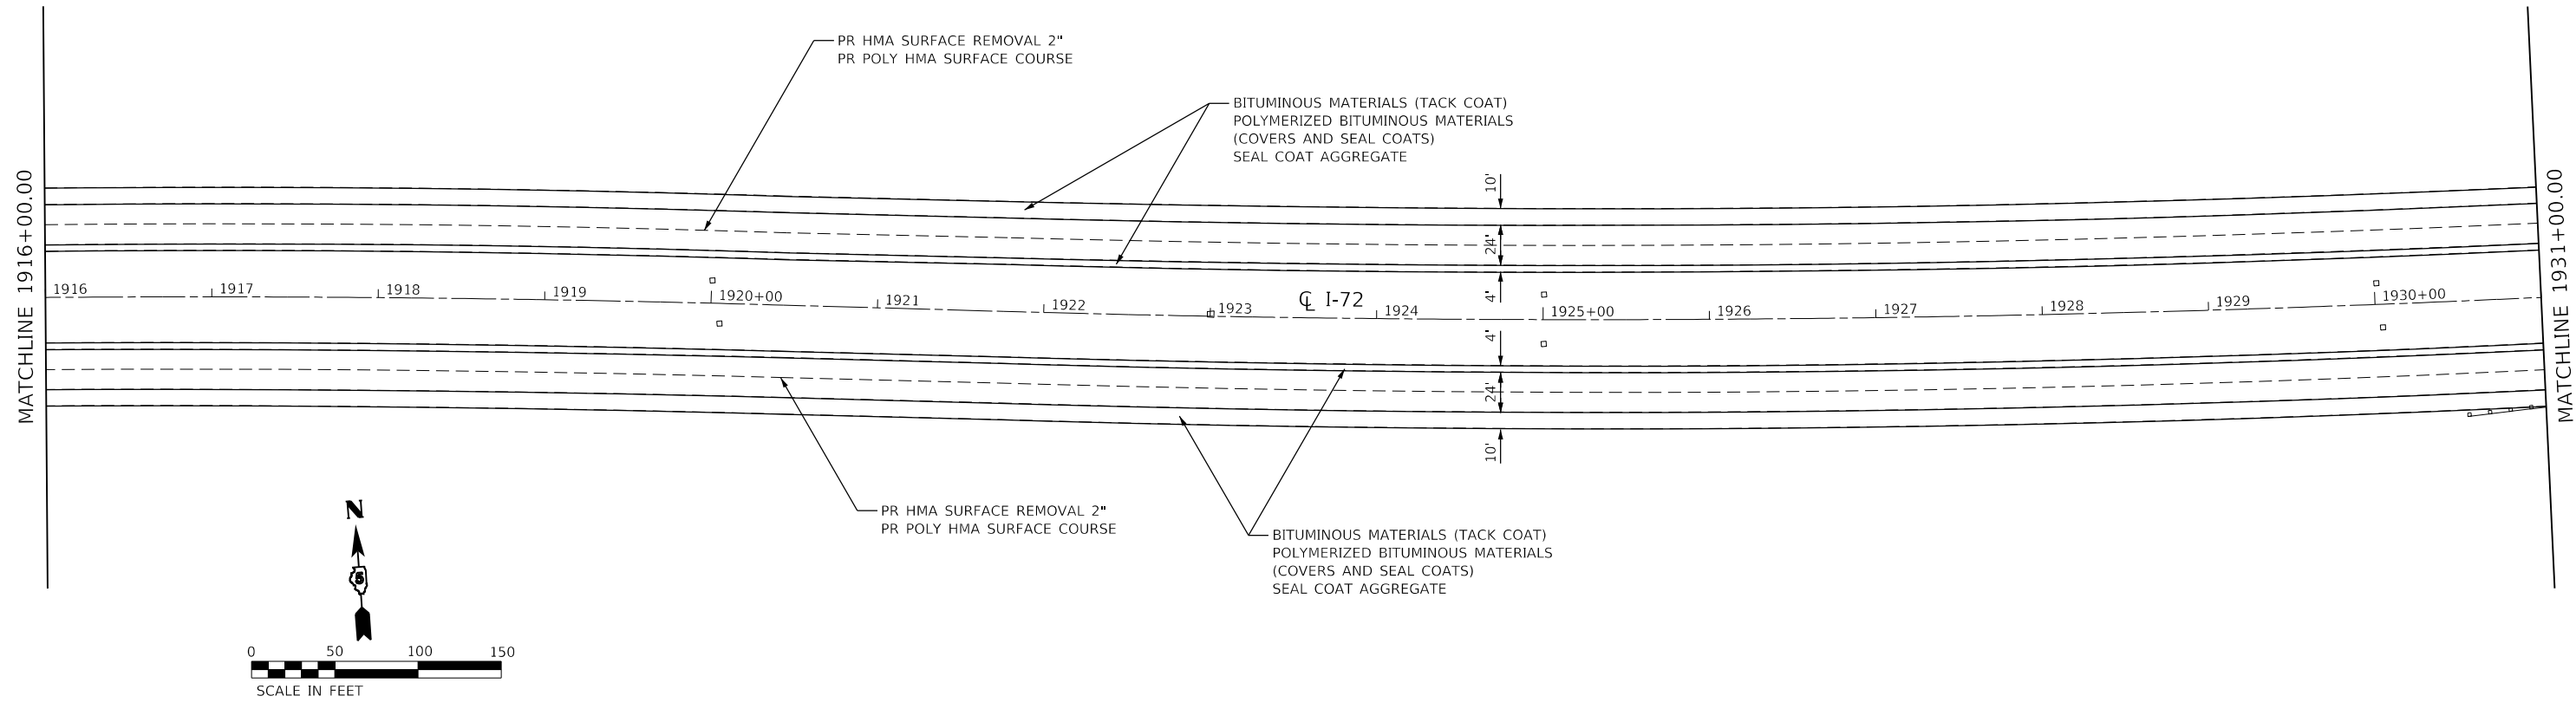 PR HMA SURFACE REMOVAL 2"
PR POLY HMA SURFACE COURSE
BITUMINOUS MATERIALS (TACK COAT)
POLYMERIZED BITUMINOUS MATERIALS
(COVERS AND SEAL COATS)
SEAL COAT AGGREGATE
MATCHLINE 1916+00.00
MATCHLINE 1931+00.00
10'
24'
4'
1916
1917
1918
1919
1920+00
1921
1922
1923
℄ I-72
1924
1925+00
1926
1927
1928
1929
1930+00
4'
24'
10'
PR HMA SURFACE REMOVAL 2"
PR POLY HMA SURFACE COURSE
BITUMINOUS MATERIALS (TACK COAT)
POLYMERIZED BITUMINOUS MATERIALS
(COVERS AND SEAL COATS)
SEAL COAT AGGREGATE
N
5
0 50 100 150
SCALE IN FEET